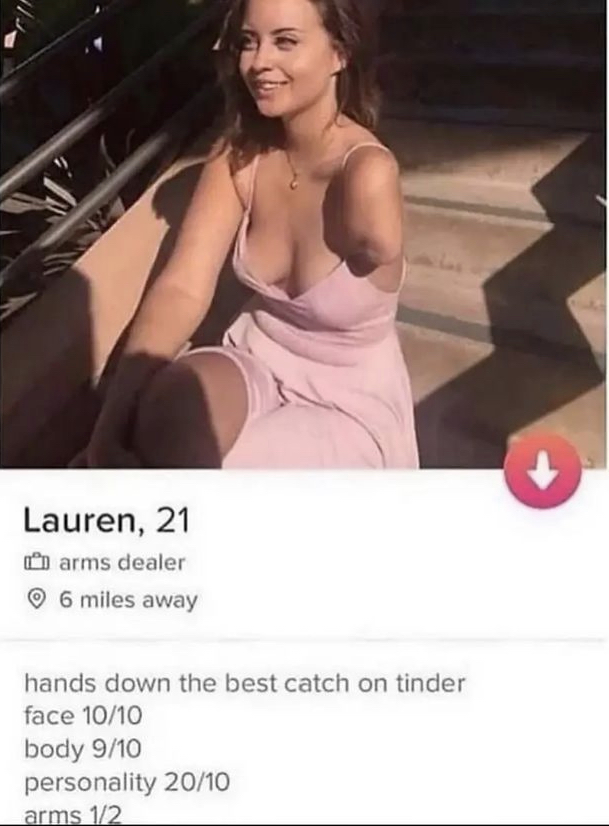 Lauren, 21
arms dealer
6 miles away
hands down the best catch on tinder
face 10/10
body 9/10
personality 20/10
arms 1/2